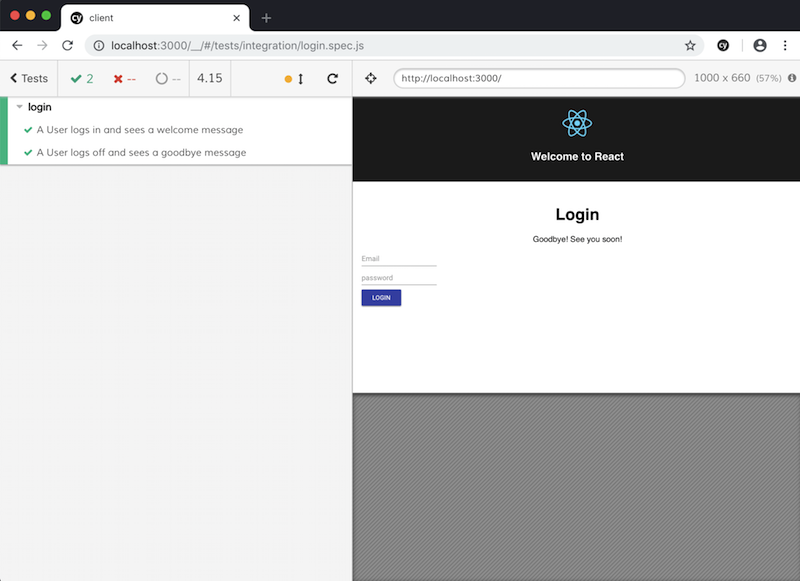 cy client
localhost:3000/__/#/tests/integration/login.spec.js
cy
Tests
2
--
--
4.15
http://localhost:3000/
1000 x 660 (57%)
login
A User logs in and sees a welcome message
A User logs off and sees a goodbye message
Welcome to React
Login
Goodbye! See you soon!
Email
password
LOGIN